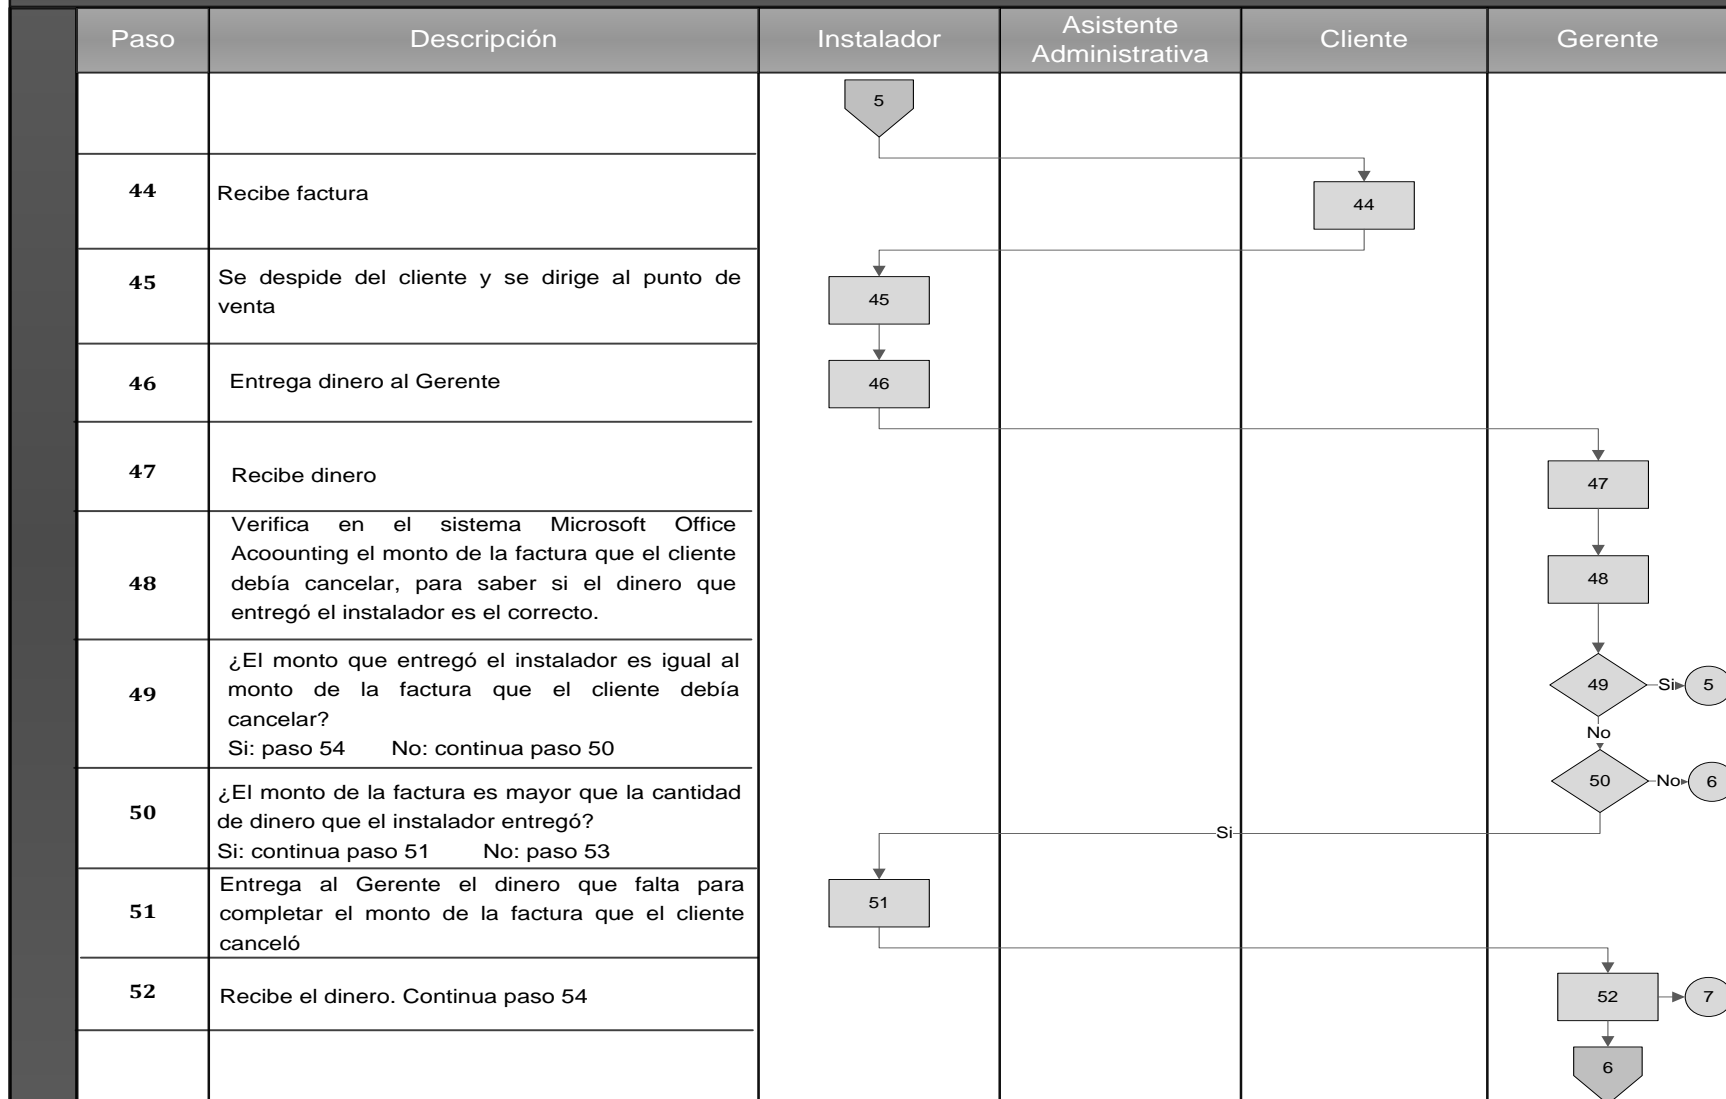 Paso
Descripción
Instalador
Asistente
Administrativa
Cliente
Gerente
5
44
Recibe factura
44
45
Se despide del cliente y se dirige al punto de
venta
45
46
Entrega dinero al Gerente
46
47
Recibe dinero
47
48
Verifica en el sistema Microsoft Office
Acoounting el monto de la factura que el cliente
debía cancelar, para saber si el dinero que
entregó el instalador es el correcto.
48
49
¿El monto que entregó el instalador es igual al
monto de la factura que el cliente debía
cancelar?
Si: paso 54 No: continua paso 50
49
Si
5
No
50
¿El monto de la factura es mayor que la cantidad
de dinero que el instalador entregó?
Si: continua paso 51 No: paso 53
50
No
6
Si
51
Entrega al Gerente el dinero que falta para
completar el monto de la factura que el cliente
canceló
51
52
Recibe el dinero. Continua paso 54
52
7
6